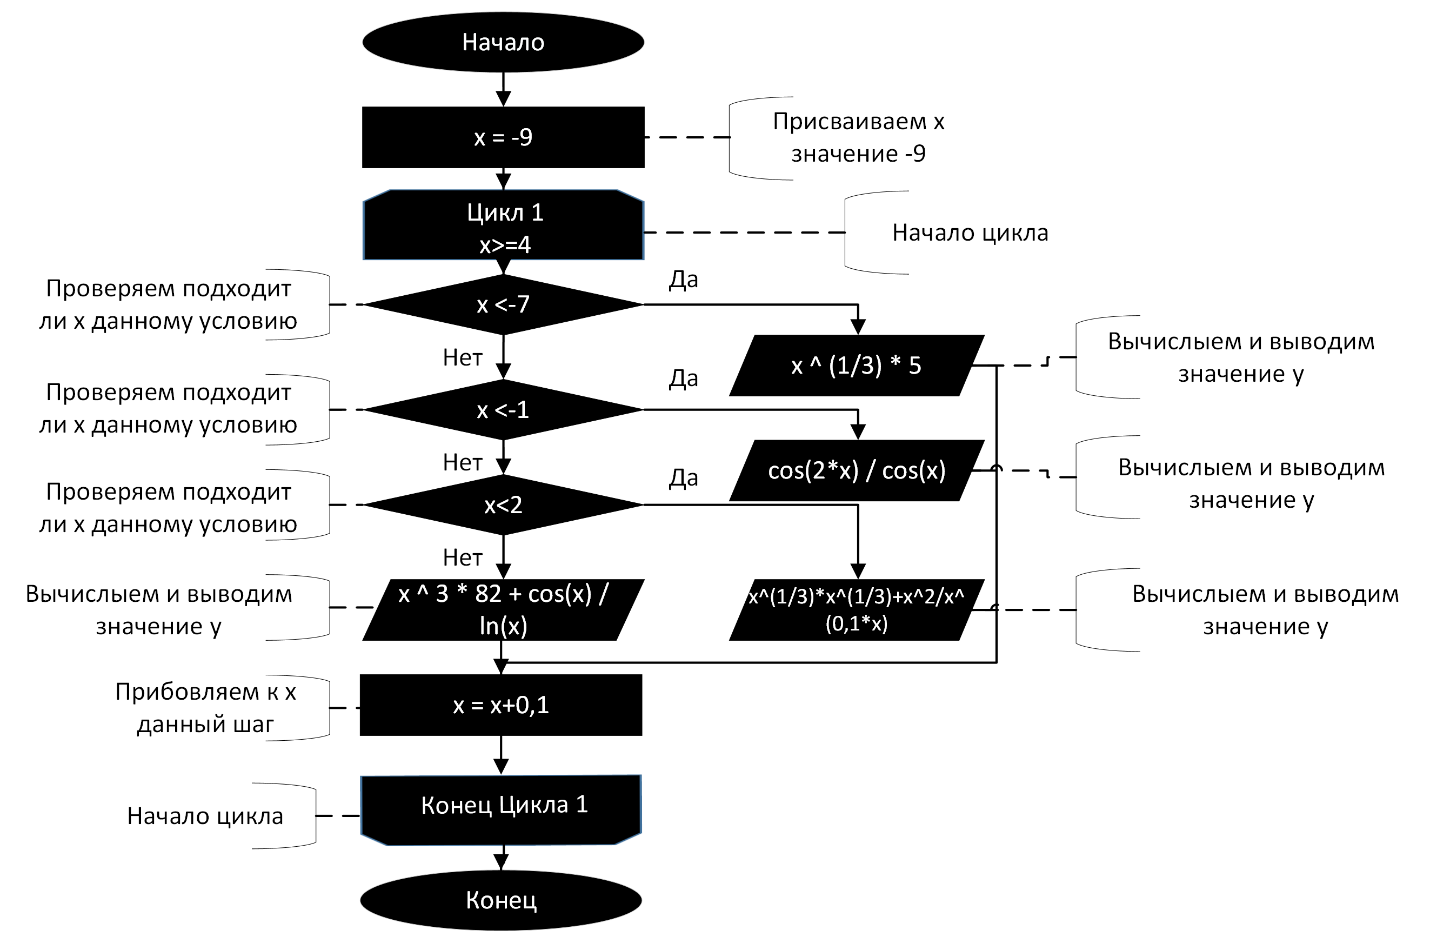 Начало
x = -9
Присваиваем x
значение -9
Цикл 1
x>=4
Начало цикла
Проверяем подходит
ли x данному условию
x <-7
Да
Нет
x ^ (1/3) * 5
Вычислыем и выводим
значение y
Проверяем подходит
ли x данному условию
x <-1
Да
Нет
cos(2*x) / cos(x)
Вычислыем и выводим
значение y
Проверяем подходит
ли x данному условию
x<2
Да
Нет
Вычислыем и выводим
значение y
x ^ 3 * 82 + cos(x) /
ln(x)
x^(1/3)*x^(1/3)+x^2/x^
(0,1*x)
Вычислыем и выводим
значение y
Прибовляем к x
данный шаг
x = x+0,1
Начало цикла
Конец Цикла 1
Конец